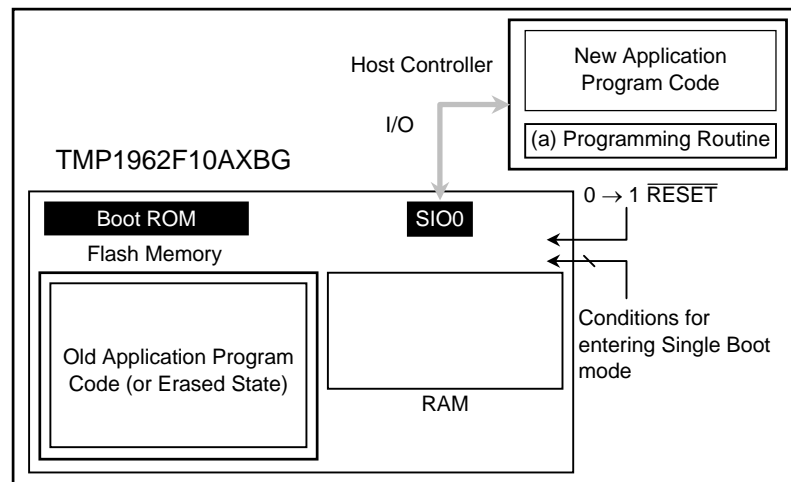 New Application
Program Code
Host Controller
I/O
(a) Programming Routine
TMP1962F10AXBG
0 → 1 R̅E̅S̅E̅T̅
Boot ROM
SIO0
Flash Memory
Old Application Program
Code (or Erased State)
Conditions for
entering Single Boot
mode
RAM